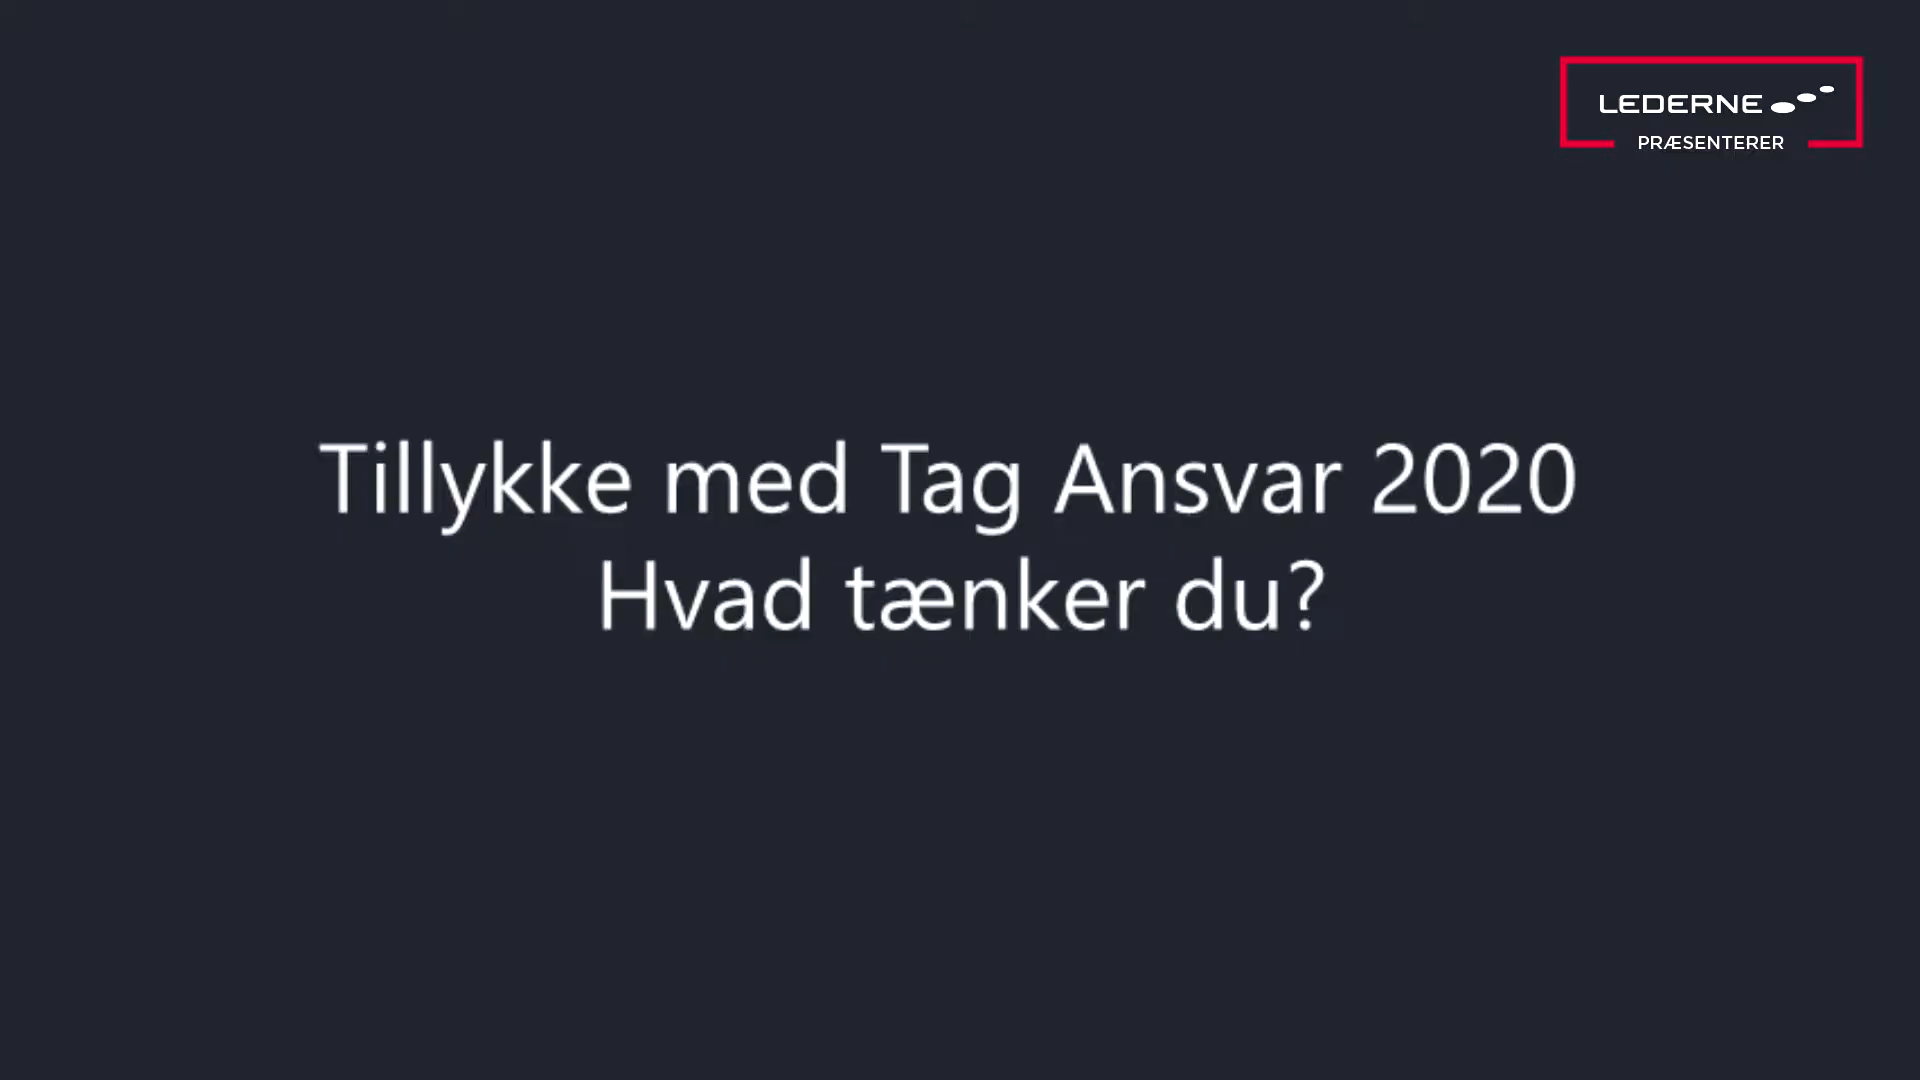 LEDERNE
PRÆSENTERER
Tillykke med Tag Ansvar 2020
Hvad tænker du?